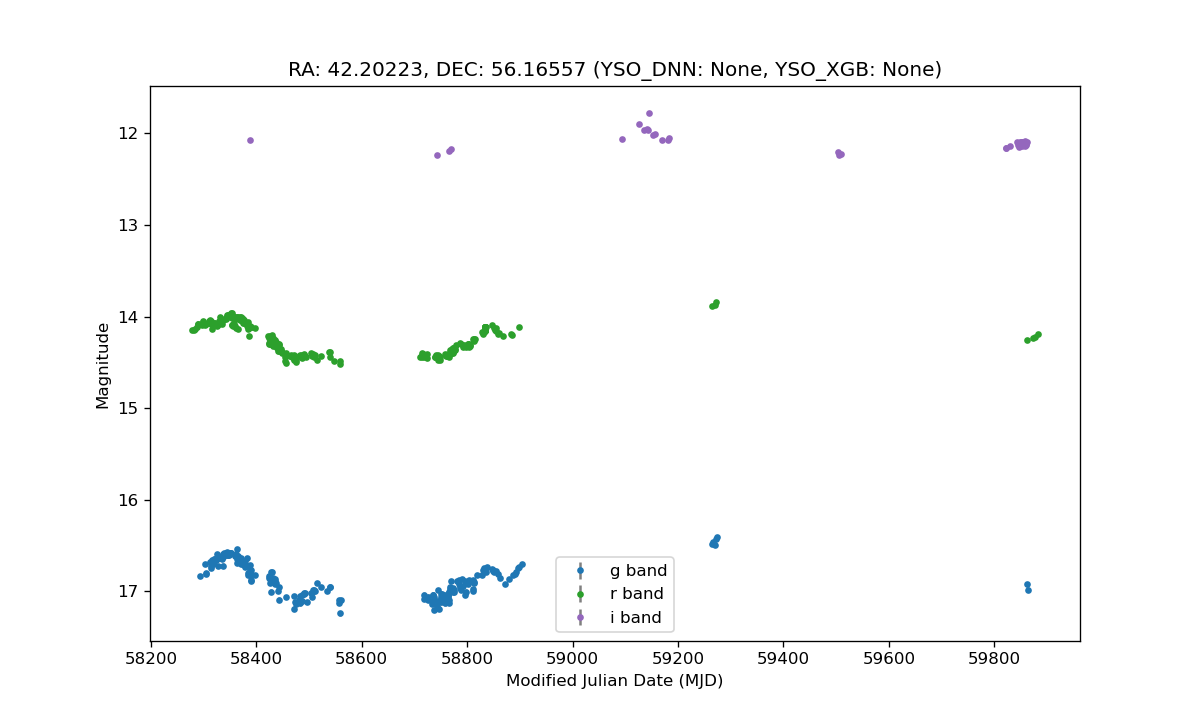 RA: 42.20223, DEC: 56.16557 (YSO_DNN: None, YSO_XGB: None)
Magnitude
12
13
14
15
16
17
g band
r band
i band
58200 58400 58600 58800 59000 59200 59400 59600 59800
Modified Julian Date (MJD)